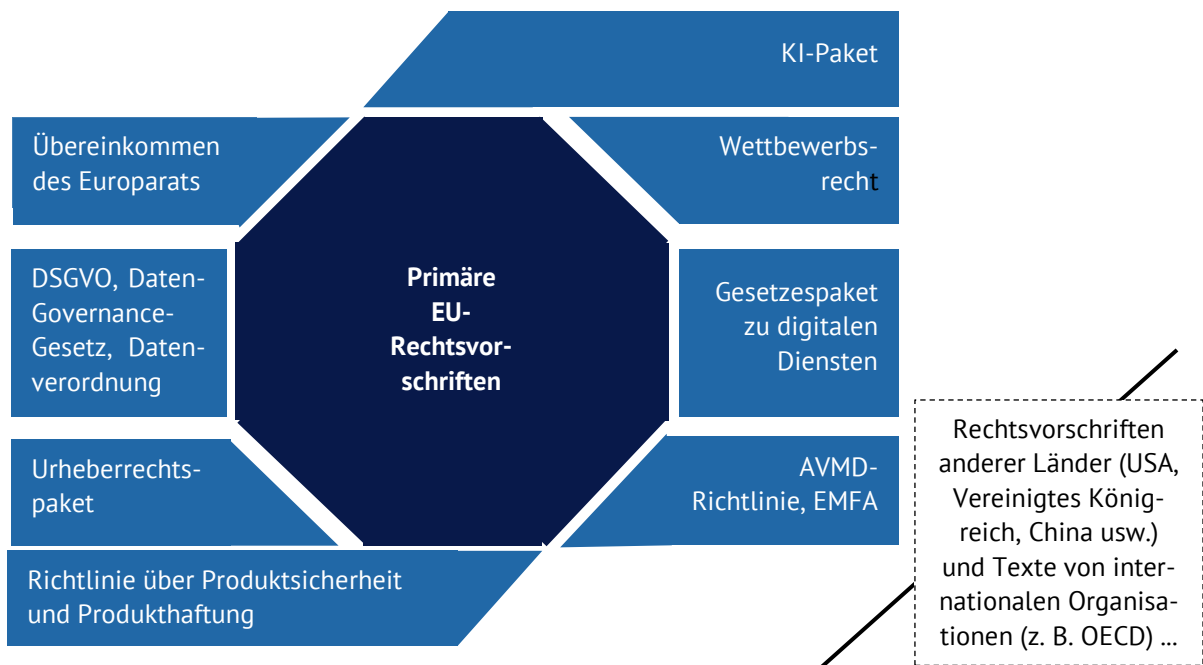 KI-Paket
Übereinkommen
des Europarats
Wettbewerbs-
recht
DSGVO, Daten-
Governance-
Gesetz, Daten-
verordnung
Primäre
EU-
Rechtsvor-
schriften
Gesetzespaket
zu digitalen
Diensten
Urheberrechts-
paket
AVMD-
Richtlinie, EMFA
Richtlinie über Produktsicherheit
und Produkthaftung
Rechtsvorschriften
anderer Länder (USA,
Vereinigtes König-
reich, China usw.)
und Texte von inter-
nationalen Organisa-
tionen (z. B. OECD) ...